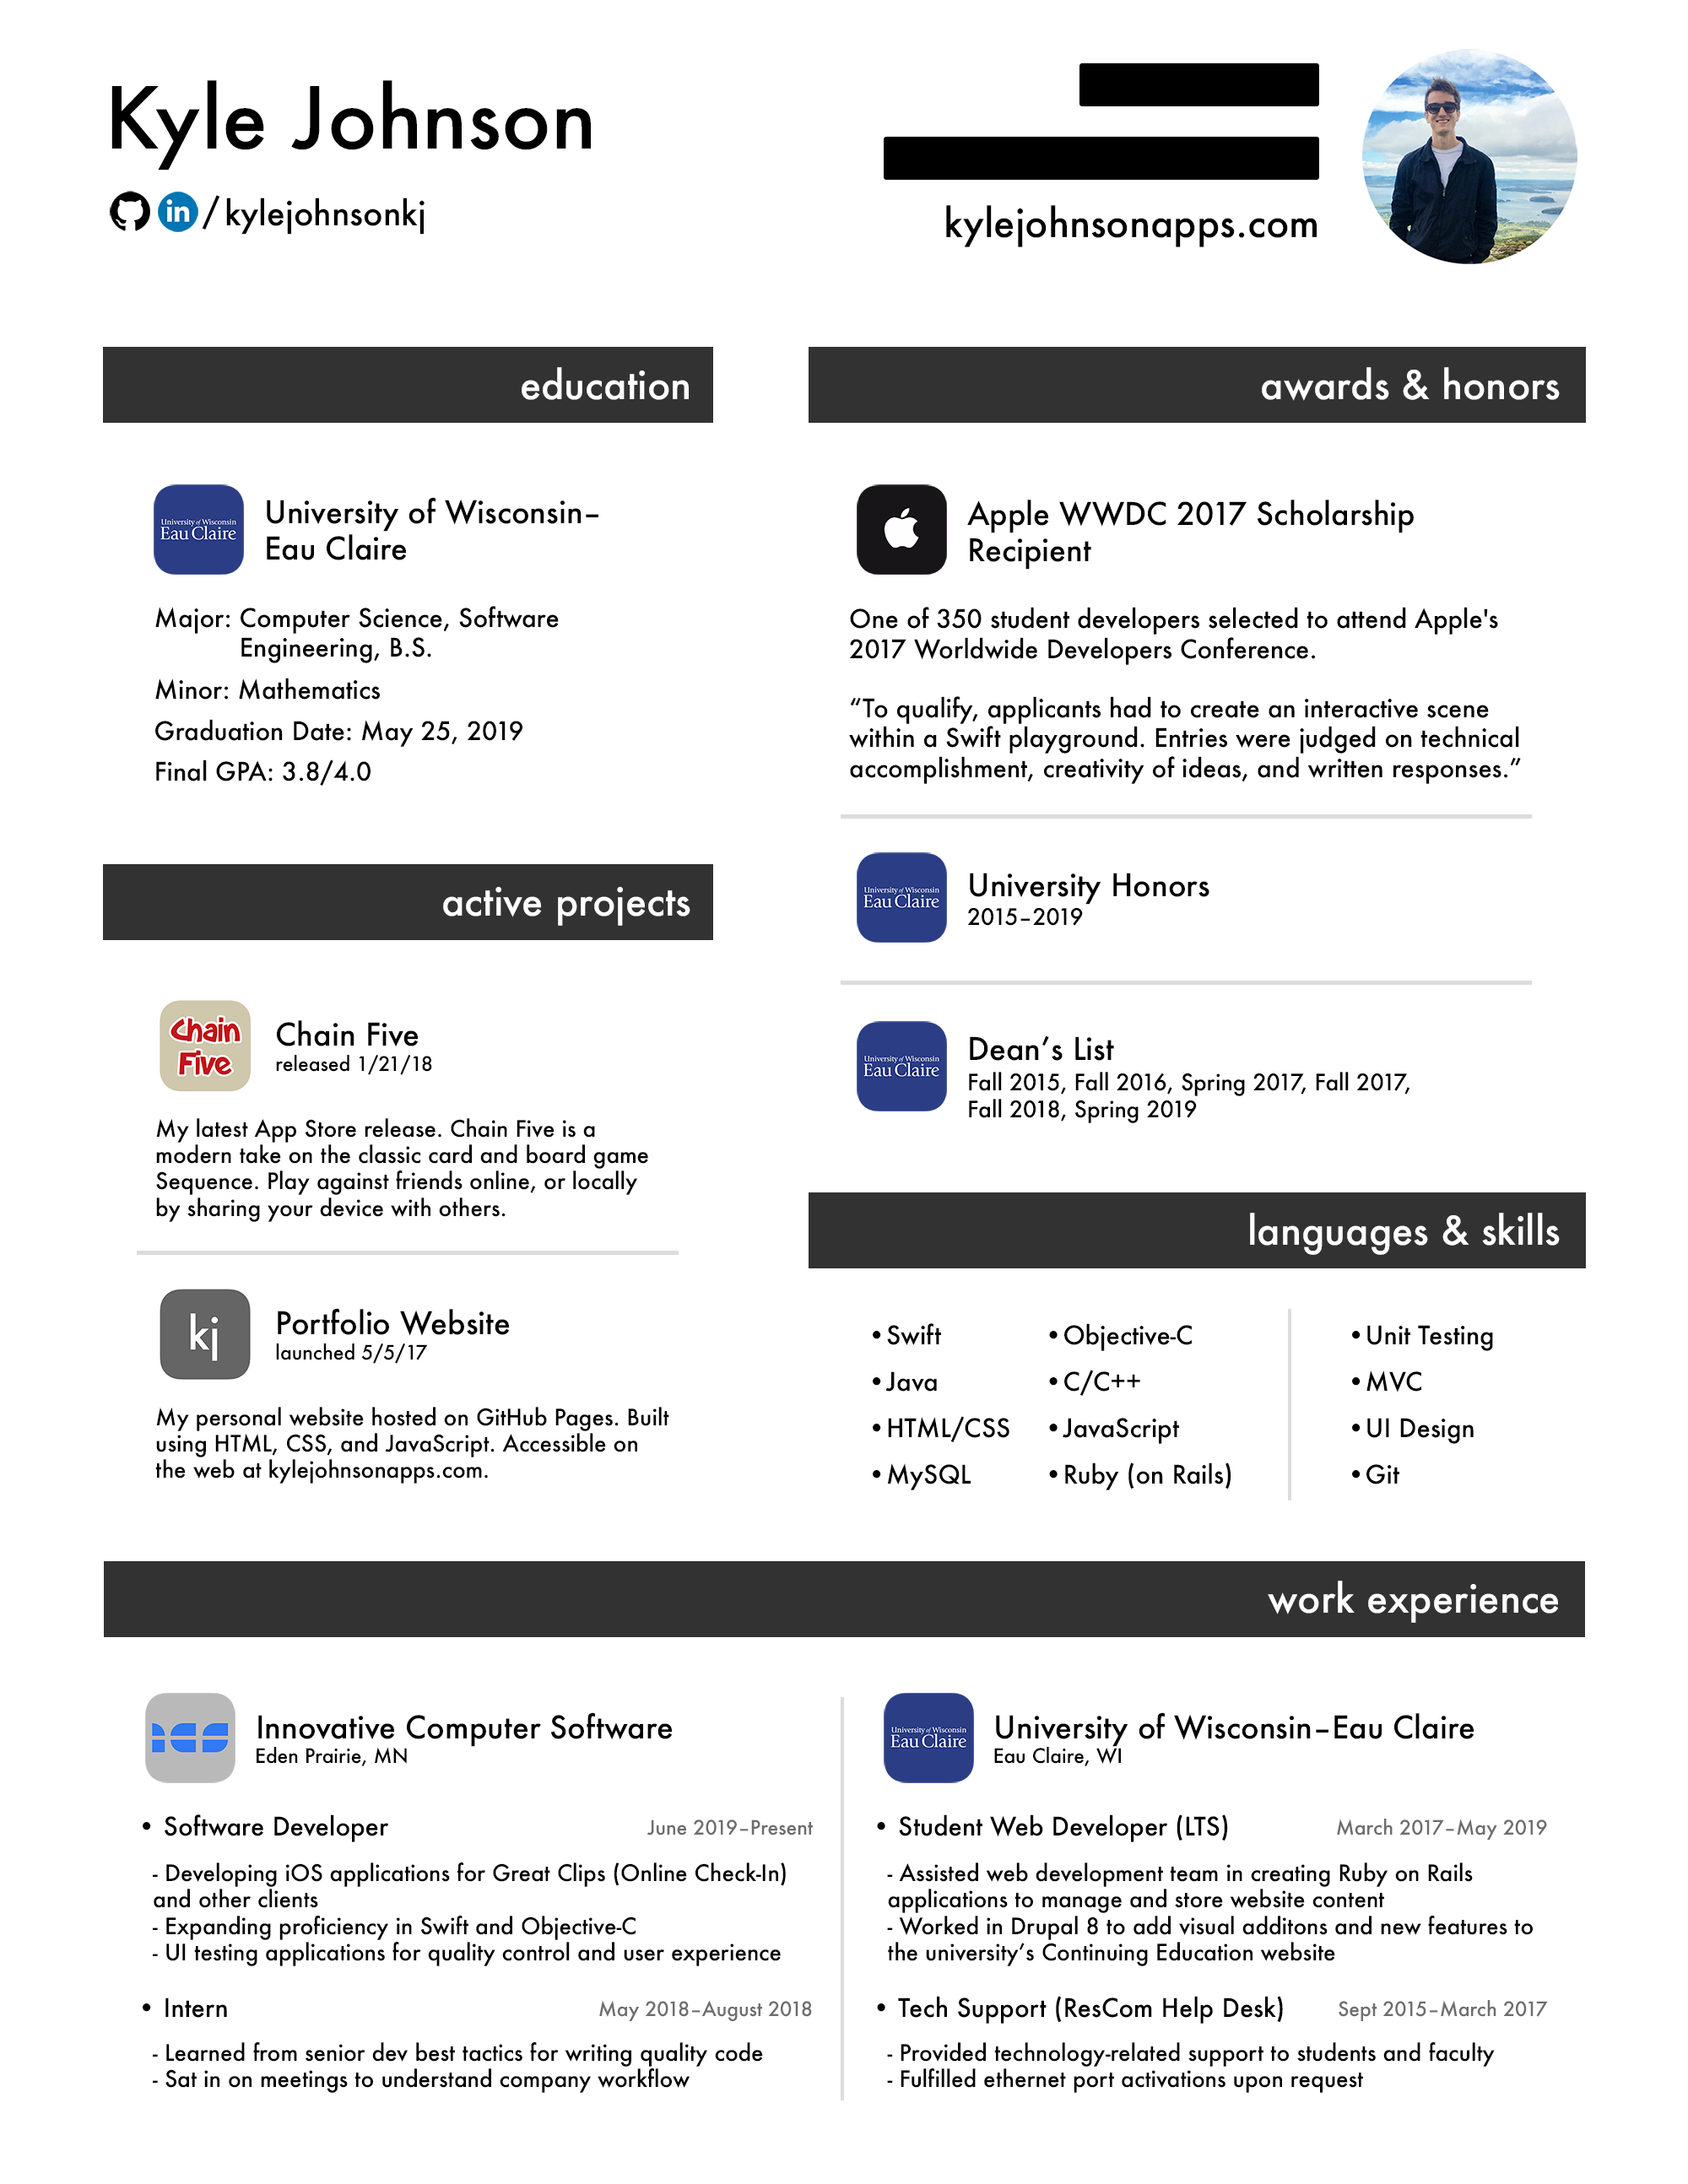 Kyle Johnson
in / kylejohnsonkj
kylejohnsonapps.com
education
University of Wisconsin
Eau Claire
University of Wisconsin–
Eau Claire
Major: Computer Science, Software
Engineering, B.S.
Minor: Mathematics
Graduation Date: May 25, 2019
Final GPA: 3.8/4.0
active projects
Chain
Five
Chain Five
released 1/21/18
My latest App Store release. Chain Five is a
modern take on the classic card and board game
Sequence. Play against friends online, or locally
by sharing your device with others.
kj
Portfolio Website
launched 5/5/17
My personal website hosted on GitHub Pages. Built
using HTML, CSS, and JavaScript. Accessible on
the web at kylejohnsonapps.com.
awards & honors
Apple WWDC 2017 Scholarship
Recipient
One of 350 student developers selected to attend Apple's
2017 Worldwide Developers Conference.
“To qualify, applicants had to create an interactive scene
within a Swift playground. Entries were judged on technical
accomplishment, creativity of ideas, and written responses.”
University of Wisconsin
Eau Claire
University Honors
2015–2019
University of Wisconsin
Eau Claire
Dean’s List
Fall 2015, Fall 2016, Spring 2017, Fall 2017,
Fall 2018, Spring 2019
languages & skills
• Swift
• Java
• HTML/CSS
• MySQL
• Objective-C
• C/C++
• JavaScript
• Ruby (on Rails)
• Unit Testing
• MVC
• UI Design
• Git
work experience
ics
Innovative Computer Software
Eden Prairie, MN
• Software Developer June 2019–Present
- Developing iOS applications for Great Clips (Online Check-In)
and other clients
- Expanding proficiency in Swift and Objective-C
- UI testing applications for quality control and user experience
• Intern May 2018–August 2018
- Learned from senior dev best tactics for writing quality code
- Sat in on meetings to understand company workflow
University of Wisconsin
Eau Claire
University of Wisconsin–Eau Claire
Eau Claire, WI
• Student Web Developer (LTS) March 2017–May 2019
- Assisted web development team in creating Ruby on Rails
applications to manage and store website content
- Worked in Drupal 8 to add visual additons and new features to
the university’s Continuing Education website
• Tech Support (ResCom Help Desk) Sept 2015–March 2017
- Provided technology-related support to students and faculty
- Fulfilled ethernet port activations upon request